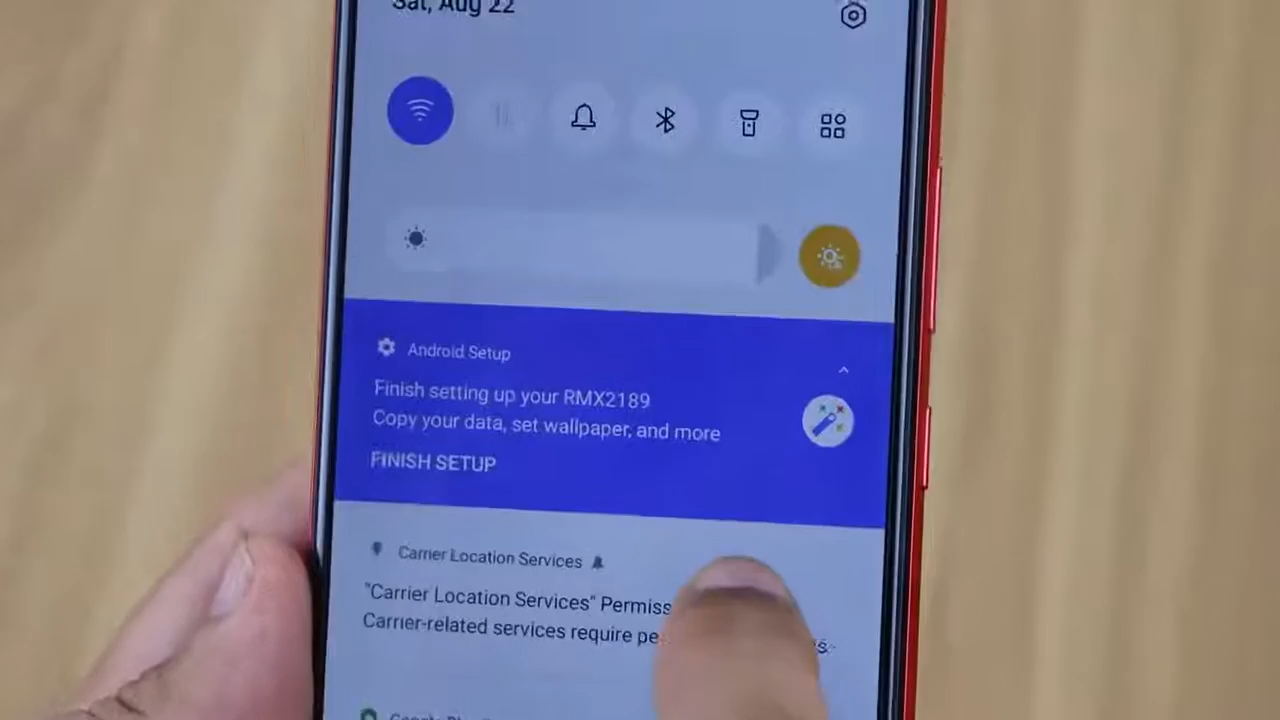 Sat, Aug 22
Android Setup
Finish setting up your RMX2189
Copy your data, set wallpaper, and more
FINISH SETUP
Carrier Location Services
"Carrier Location Services" Permiss
Carrier-related services require pe
Google